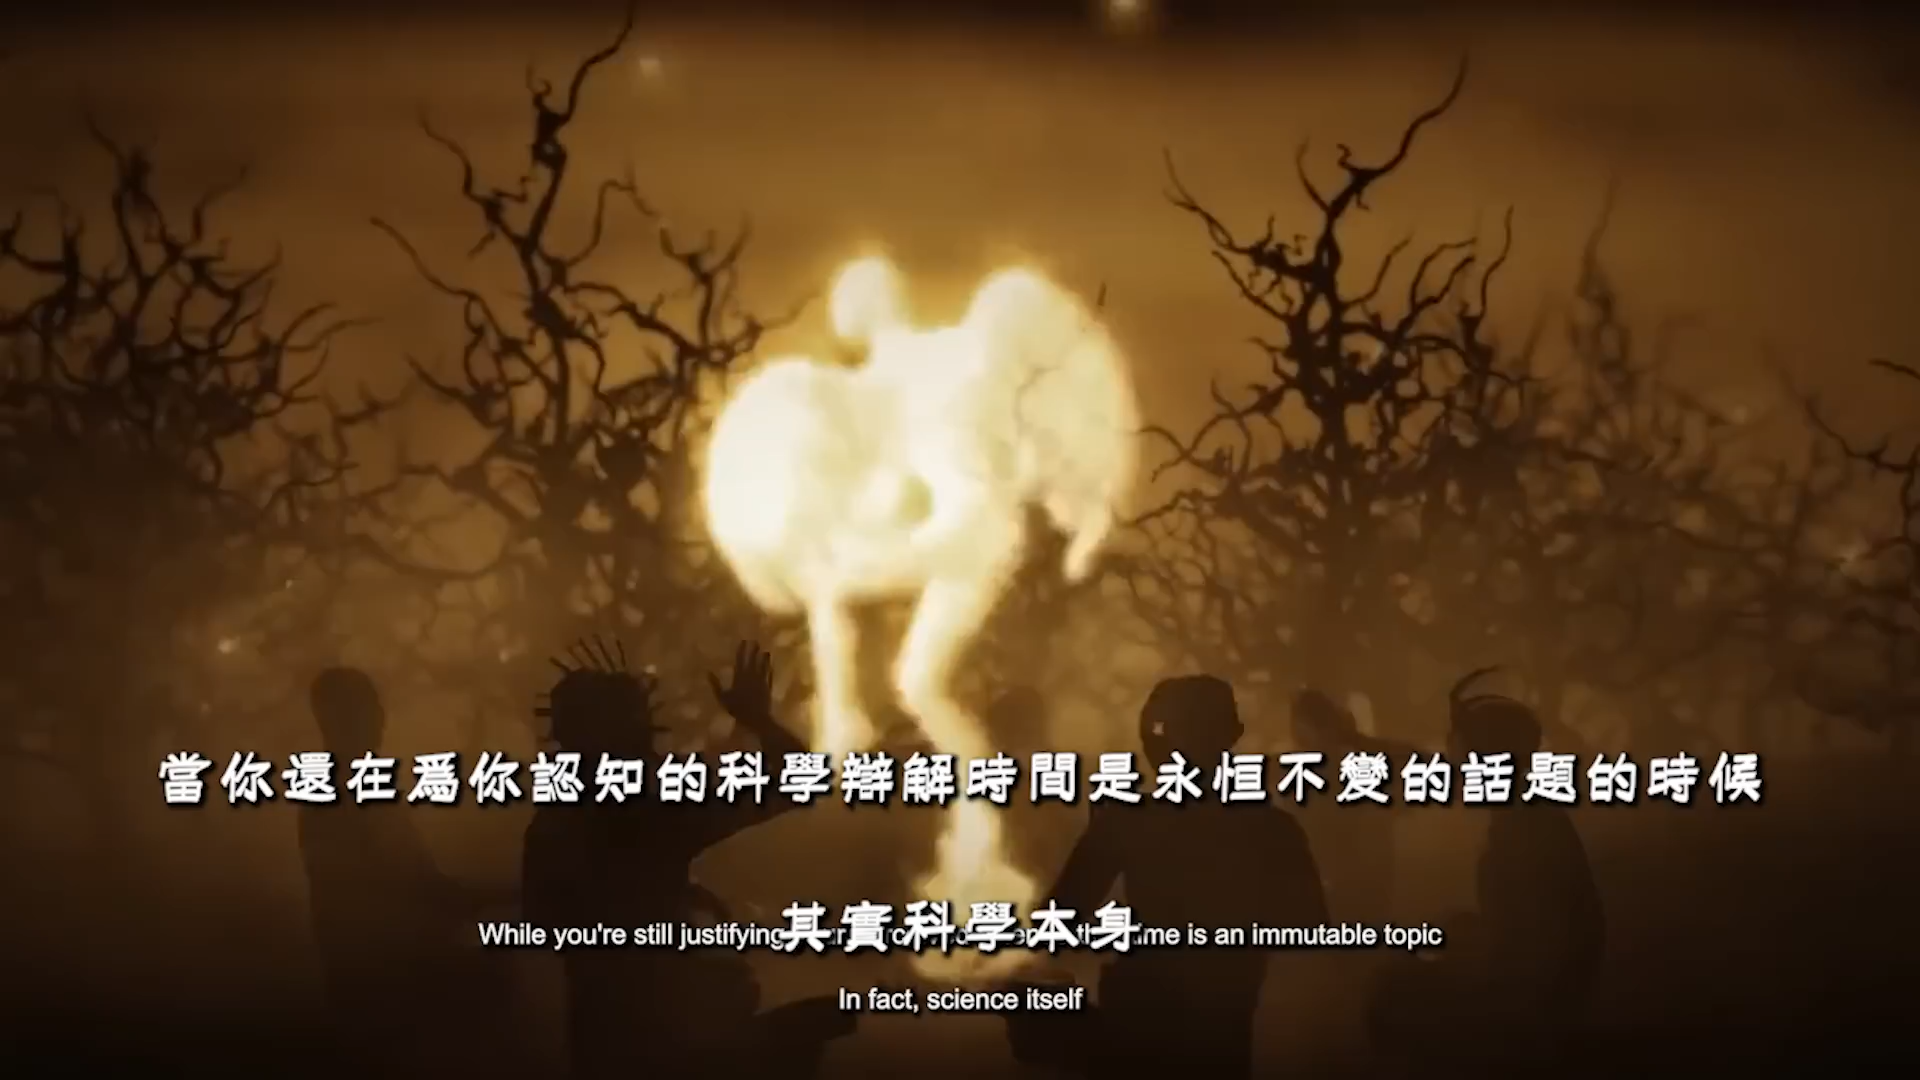 當你還在爲你認知的科學辯解時間是永恒不變的話題的時候
其實科學本身
While you're still justifying time is an immutable topic
In fact, science itself